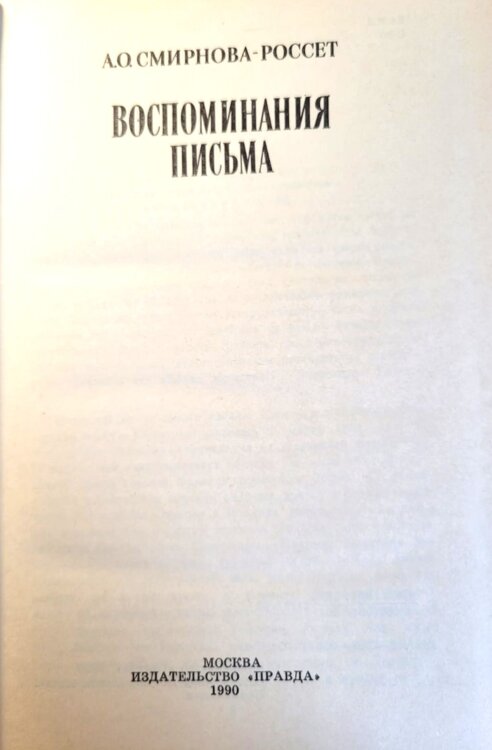 А.О. СМИРНОВА-РОССЕТ
ВОСПОМИНАНИЯ
ПИСЬМА
МОСКВА
ИЗДАТЕЛЬСТВО «ПРАВДА»
1990